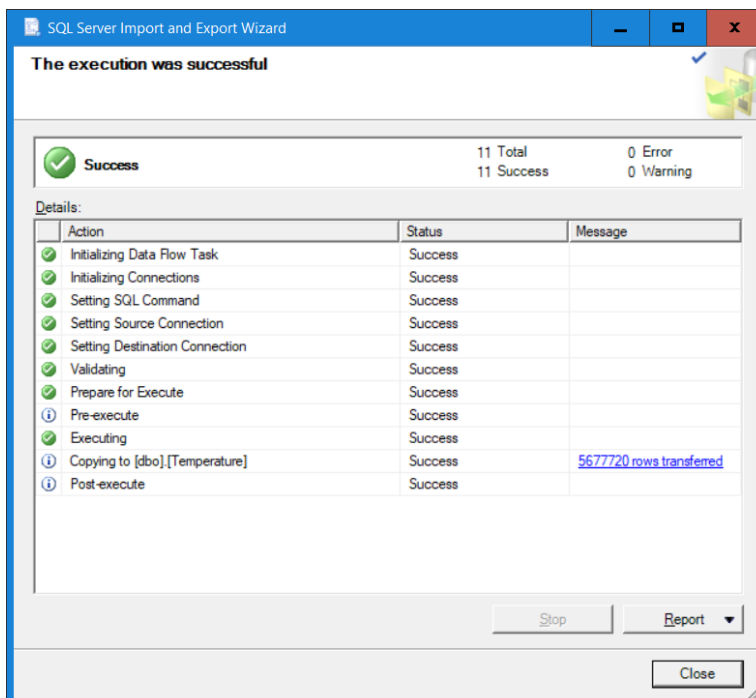 SQL Server Import and Export Wizard
The execution was successful
Success
11 Total 0 Error
11 Success 0 Warning
Details:
Action Status Message
Initializing Data Flow Task Success
Initializing Connections Success
Setting SQL Command Success
Setting Source Connection Success
Setting Destination Connection Success
Validating Success
Prepare for Execute Success
Pre-execute Success
Executing Success
Copying to [dbo].[Temperature] Success 5677720 rows transferred
Post-execute Success
Stop Report
Close